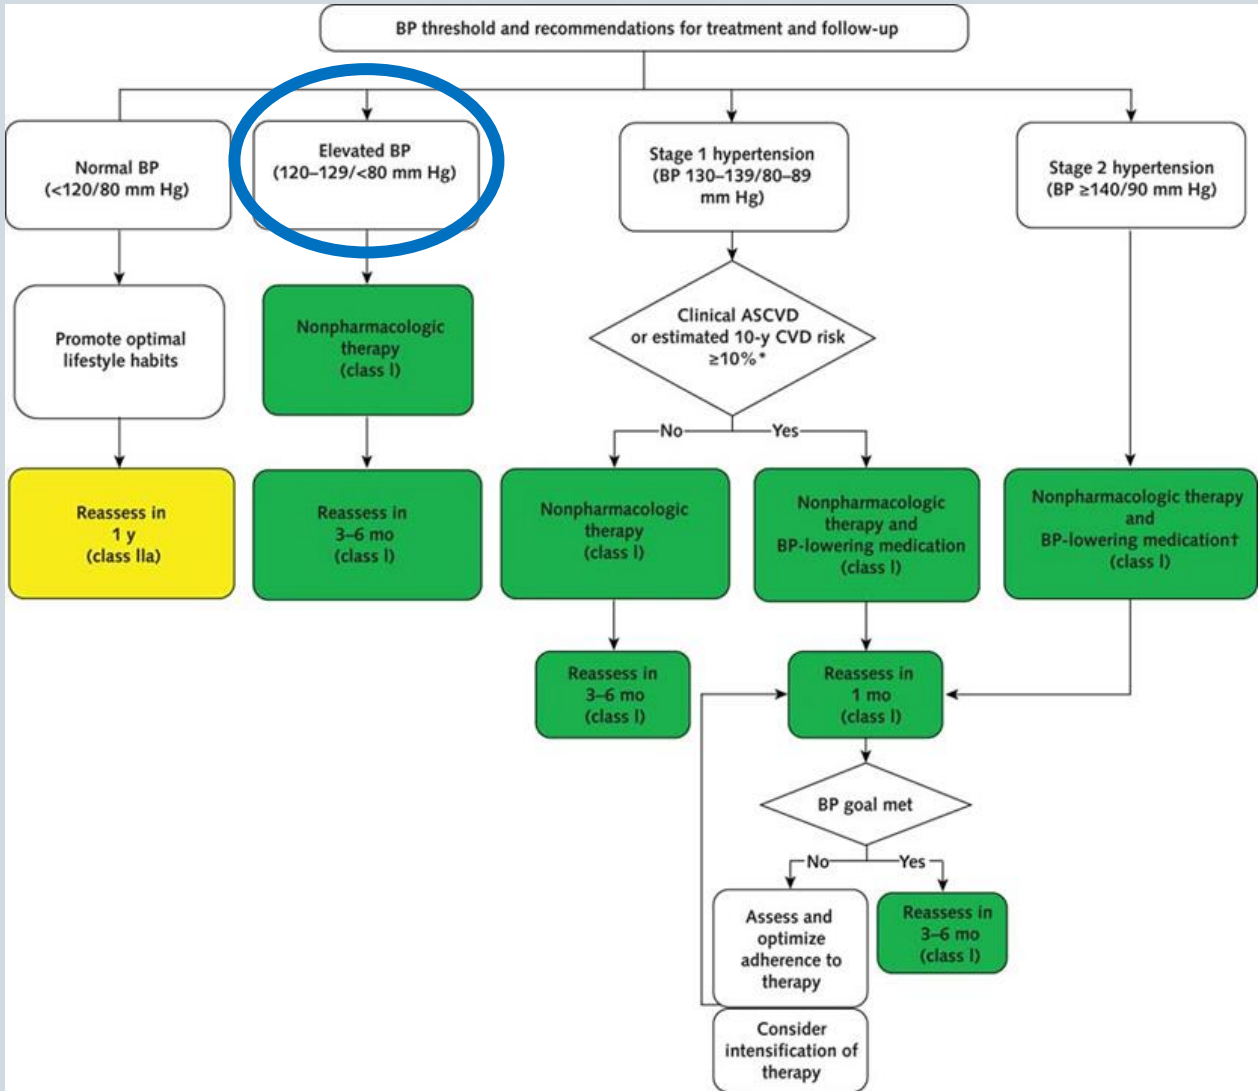 BP threshold and recommendations for treatment and follow-up
Normal BP
(<120/80 mm Hg)
Elevated BP
(120–129/<80 mm Hg)
Stage 1 hypertension
(BP 130–139/80–89
mm Hg)
Stage 2 hypertension
(BP ≥140/90 mm Hg)
Promote optimal
lifestyle habits
Nonpharmacologic
therapy
(class I)
Clinical ASCVD
or estimated 10-y CVD risk
≥10%*
No
Yes
Reassess in
1 y
(class IIa)
Reassess in
3–6 mo
(class I)
Nonpharmacologic
therapy
(class I)
Nonpharmacologic
therapy and
BP-lowering medication
(class I)
Nonpharmacologic therapy
and
BP-lowering medication†
(class I)
Reassess in
3–6 mo
(class I)
Reassess in
1 mo
(class I)
BP goal met
No
Yes
Assess and
optimize
adherence to
therapy
Reassess in
3–6 mo
(class I)
Consider
intensification of
therapy